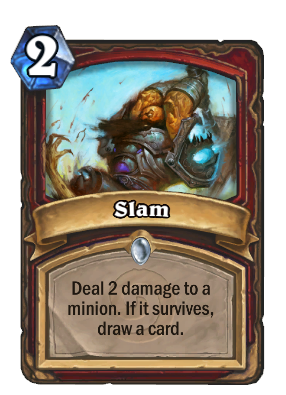 2
Slam
Deal 2 damage to a
minion. If it survives,
draw a card.